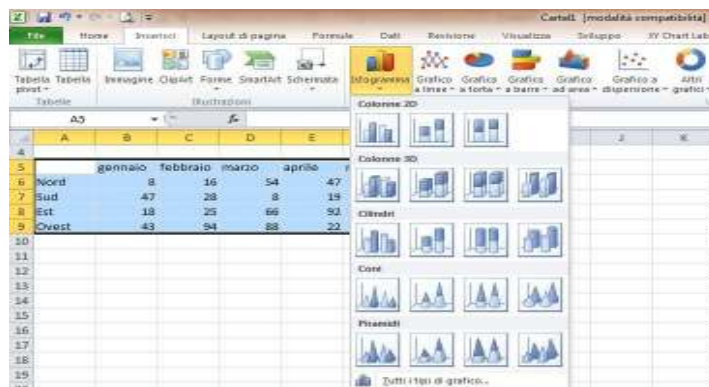 Cartel1 [modalità compatibilità]
File Home Inserisci Layout di pagina Formule Dati Revisione Visualizza Sviluppo XY Chart Lab
Tabella pivot Tabella Immagine ClipArt Forme SmartArt Schermata Istogramma Grafico a linee Grafico a torta Grafico a barre Grafico ad area Grafico a dispersione Altri grafici
Tabelle Illustrazioni
A5 fx
A B C D E J K
4
5 gennaio febbraio marzo aprile
6 Nord 8 16 54 47
7 Sud 47 28 8 19
8 Est 18 25 66 92
9 Ovest 43 94 88 22
10
11
12
13
14
15
16
17
18
19
Colonne 2D
Colonne 3D
Cilindri
Coni
Piramidi
Tutti i tipi di grafico...